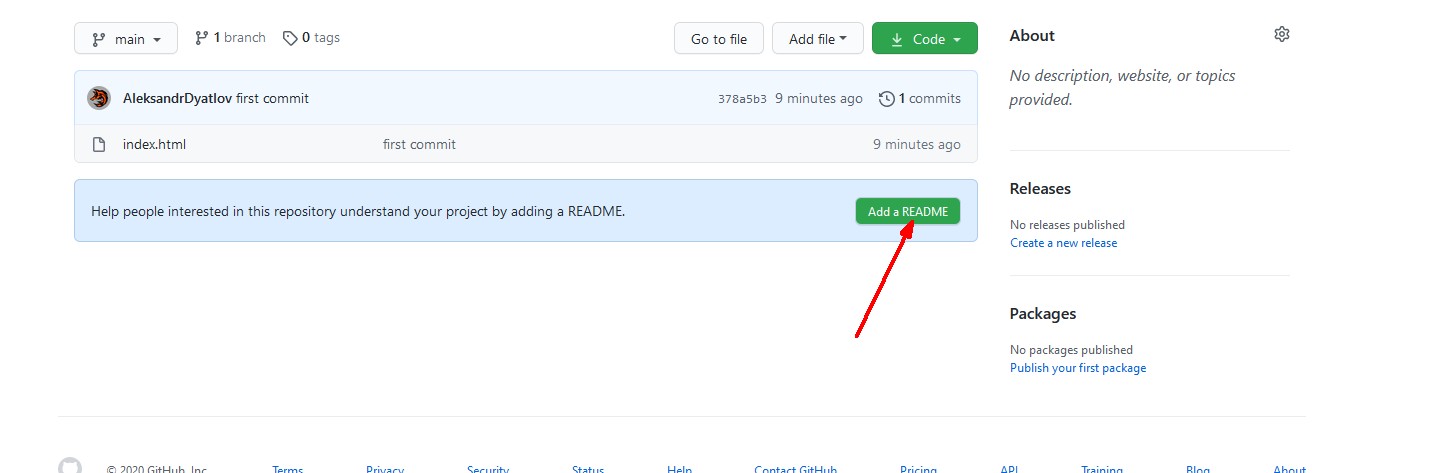 main
1 branch
0 tags
Go to file
Add file
Code
AleksandrDyatlov first commit
378a5b3 9 minutes ago
1 commits
index.html
first commit
9 minutes ago
Help people interested in this repository understand your project by adding a README.
Add a README
About
No description, website, or topics
provided.
Releases
No releases published
Create a new release
Packages
No packages published
Publish your first package
© 2020 GitHub, Inc.
Terms
Privacy
Security
Status
Help
Contact GitHub
Pricing
API
Training
Blog
About